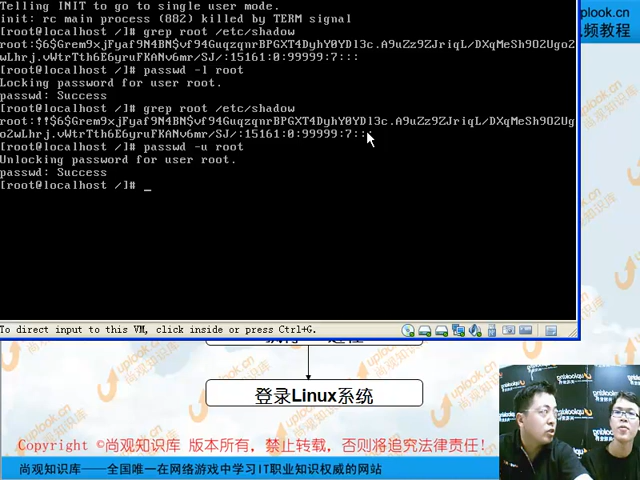 Telling INIT to go to single user mode.
init: rc main process (882) killed by TERM signal
[root@localhost /]# grep root /etc/shadow
root:$6$Grem9xjFyaf9N4BN$vf94GuqzqnrBPGXT4DyhY0YDl3c.A9uZz9ZJriqL/DXqMeSh9O2Ugo2
wLhrj.vWtrTth6E6yruFKANv6mrd/SJ/:15161:0:99999:7:::
[root@localhost /]# passwd -l root
Locking password for user root.
passwd: Success
[root@localhost /]# grep root /etc/shadow
root:!!$6$Grem9xjFyaf9N4BN$vf94GuqzqnrBPGXT4DyhY0YDl3c.A9uZz9ZJriqL/DXqMeSh9O2Ug
o2wLhrj.vWtrTth6E6yruFKANv6mrd/SJ/:15161:0:99999:7:::
[root@localhost /]# passwd -u root
Unlocking password for user root.
passwd: Success
[root@localhost /]# _
uplook.cn
视频教程
To direct input to this VM, click inside or press Ctrl+G.
登录Linux系统
Copyright ©尚观知识库 版本所有，禁止转载，否则将追究法律责任！
尚观知识库——全国唯一在网络游戏中学习IT职业知识权威的网站